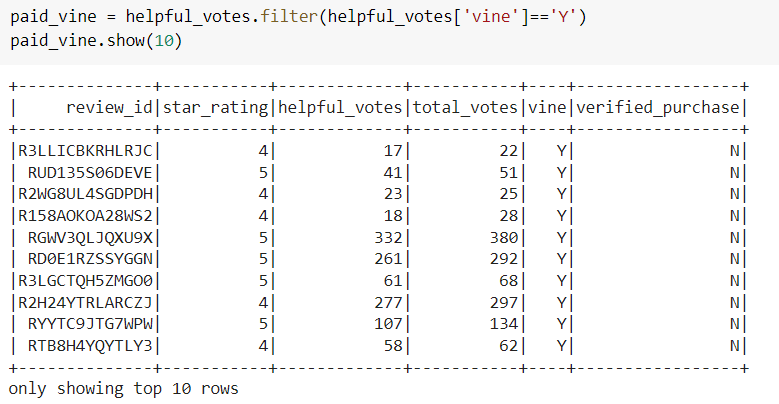 paid_vine = helpful_votes.filter(helpful_votes['vine']=='Y')
paid_vine.show(10)
+--------------+-----------+-------------+-----------+----+-----------------+
|     review_id|star_rating|helpful_votes|total_votes|vine|verified_purchase|
+--------------+-----------+-------------+-----------+----+-----------------+
|R3LLICBKRHLRJC|          4|           17|         22|   Y|                N|
| RUD135S06DEVE|          5|           41|         51|   Y|                N|
|R2WG8UL4SGDPDH|          4|           23|         25|   Y|                N|
|R158AOKOA28WS2|          4|           18|         28|   Y|                N|
| RGWV3QLJQXU9X|          5|          332|        380|   Y|                N|
| RD0E1RZSSYGGN|          5|          261|        292|   Y|                N|
|R3LGCTQH5ZMGO0|          5|           61|         68|   Y|                N|
|R2H24YTRLARCZJ|          4|          277|        297|   Y|                N|
| RYYTC9JTG7WPW|          5|          107|        134|   Y|                N|
| RTB8H4YQYTLY3|          4|           58|         62|   Y|                N|
+--------------+-----------+-------------+-----------+----+-----------------+
only showing top 10 rows